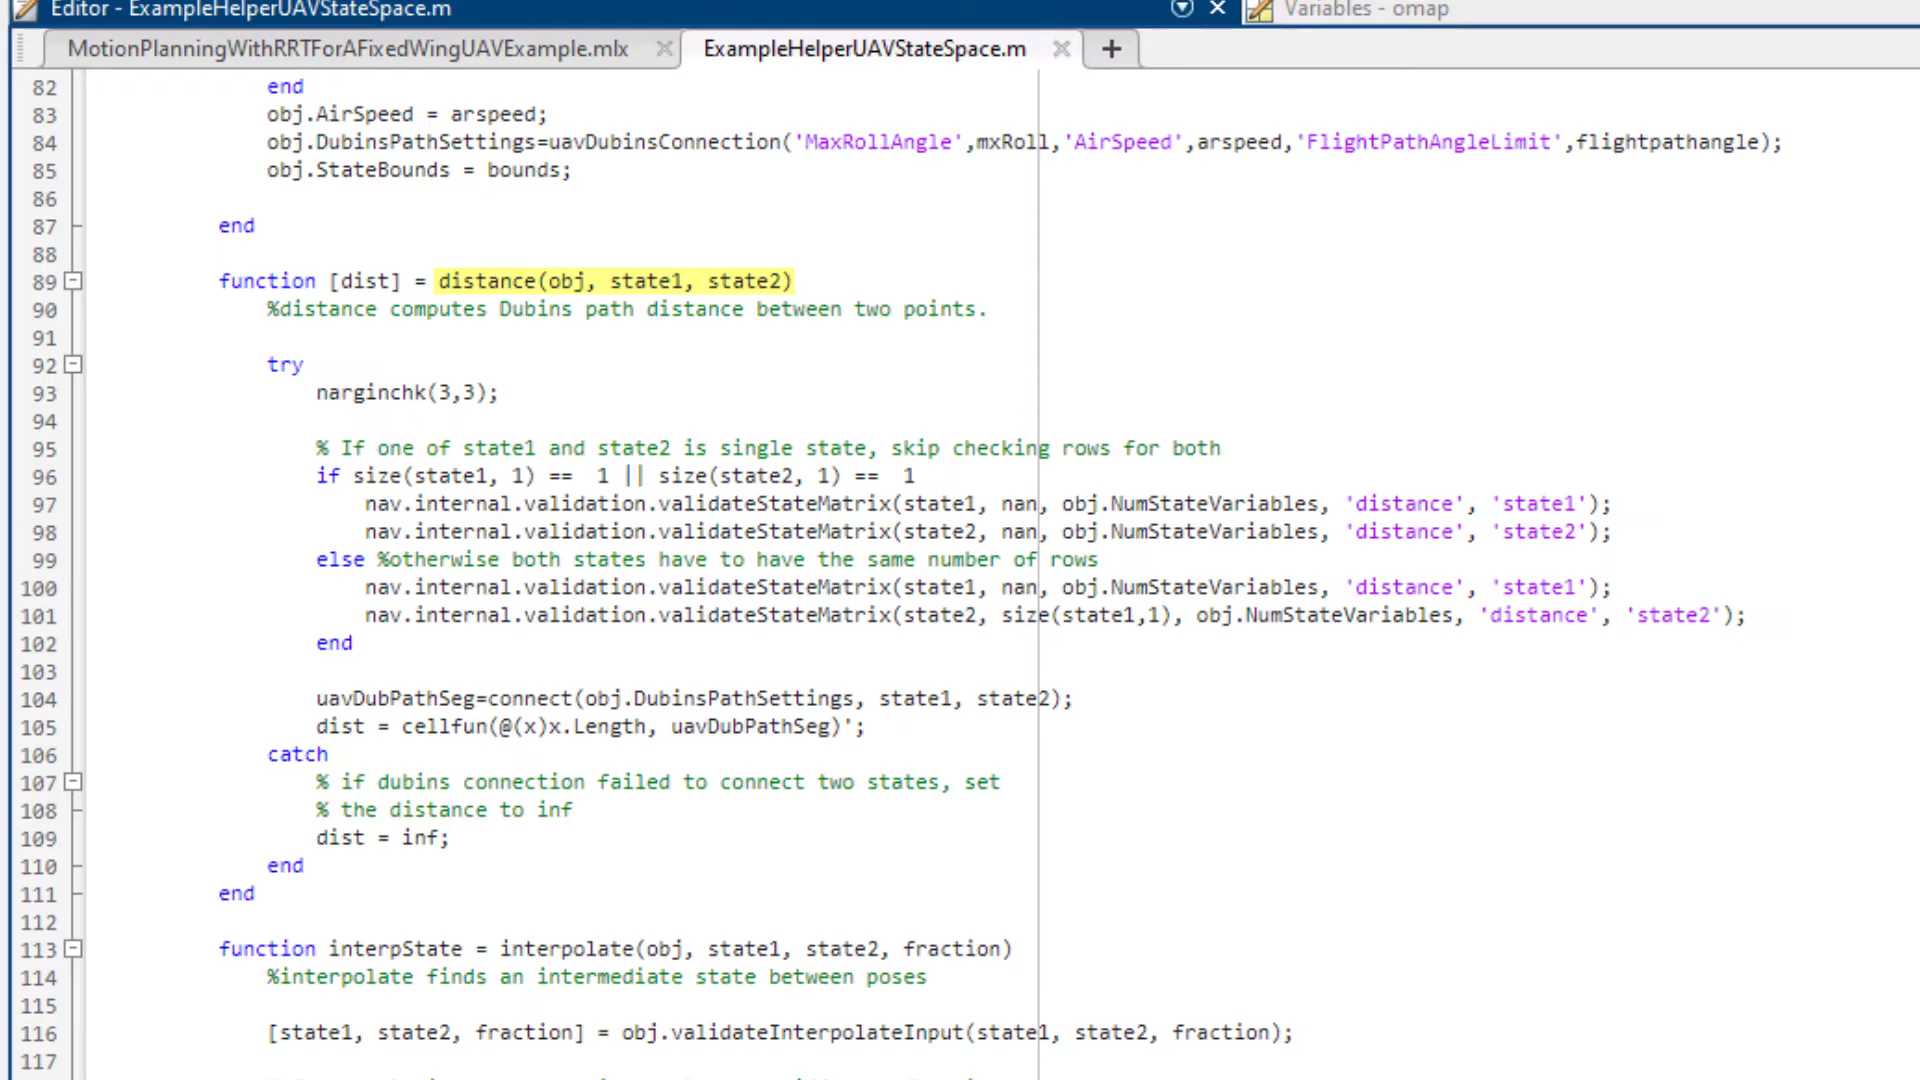 Editor - ExampleHelperUAVStateSpace.m
Variables - omap
MotionPlanningWithRRTForAFixedWingUAVExample.mlx
ExampleHelperUAVStateSpace.m
82 end
83 obj.AirSpeed = arspeed;
84 obj.DubinsPathSettings=uavDubinsConnection('MaxRollAngle',mxRoll,'AirSpeed',arspeed,'FlightPathAngleLimit',flightpathangle);
85 obj.StateBounds = bounds;
86
87 end
88
89 function [dist] = distance(obj, state1, state2)
90 %distance computes Dubins path distance between two points.
91
92 try
93 narginchk(3,3);
94
95 % If one of state1 and state2 is single state, skip checking rows for both
96 if size(state1, 1) ==  1 || size(state2, 1) ==  1
97 nav.internal.validation.validateStateMatrix(state1, nan, obj.NumStateVariables, 'distance', 'state1');
98 nav.internal.validation.validateStateMatrix(state2, nan, obj.NumStateVariables, 'distance', 'state2');
99 else %otherwise both states have to have the same number of rows
100 nav.internal.validation.validateStateMatrix(state1, nan, obj.NumStateVariables, 'distance', 'state1');
101 nav.internal.validation.validateStateMatrix(state2, size(state1,1), obj.NumStateVariables, 'distance', 'state2');
102 end
103
104 uavDubPathSeg=connect(obj.DubinsPathSettings, state1, state2);
105 dist = cellfun(@(x)x.Length, uavDubPathSeg)';
106 catch
107 % if dubins connection failed to connect two states, set
108 % the distance to inf
109 dist = inf;
110 end
111 end
112
113 function interpState = interpolate(obj, state1, state2, fraction)
114 %interpolate finds an intermediate state between poses
115
116 [state1, state2, fraction] = obj.validateInterpolateInput(state1, state2, fraction);
117